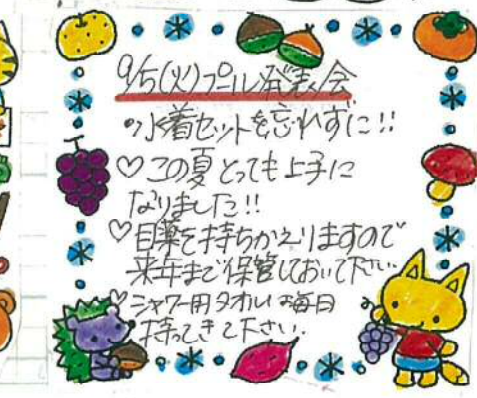 9/5(火)プール発表会
・水着セットを忘れずに!!
♡この夏とっても上手に
なりました!!
♡目薬を持ちかえりますので
来年まで保管しておいて下さい
♡シャワー用タオルは毎日
持ってきて下さい.